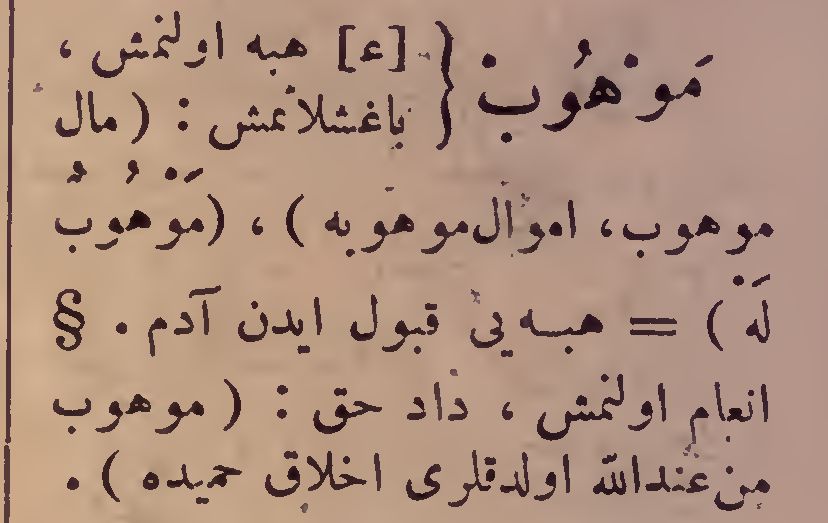 مَوْهُوبْ { [ع] هبه اولنمش ،
باغشلانمش : ( مال
موهوب، اموال موهوبه ) ، (مَوْهُوبٌ
لَهْ ) = هبه‌یی قبول ایدن آدم . §
انعام اولنمش ، داد حق : ( موهوب
من عندالله اولدقلری اخلاق حمیده ) .